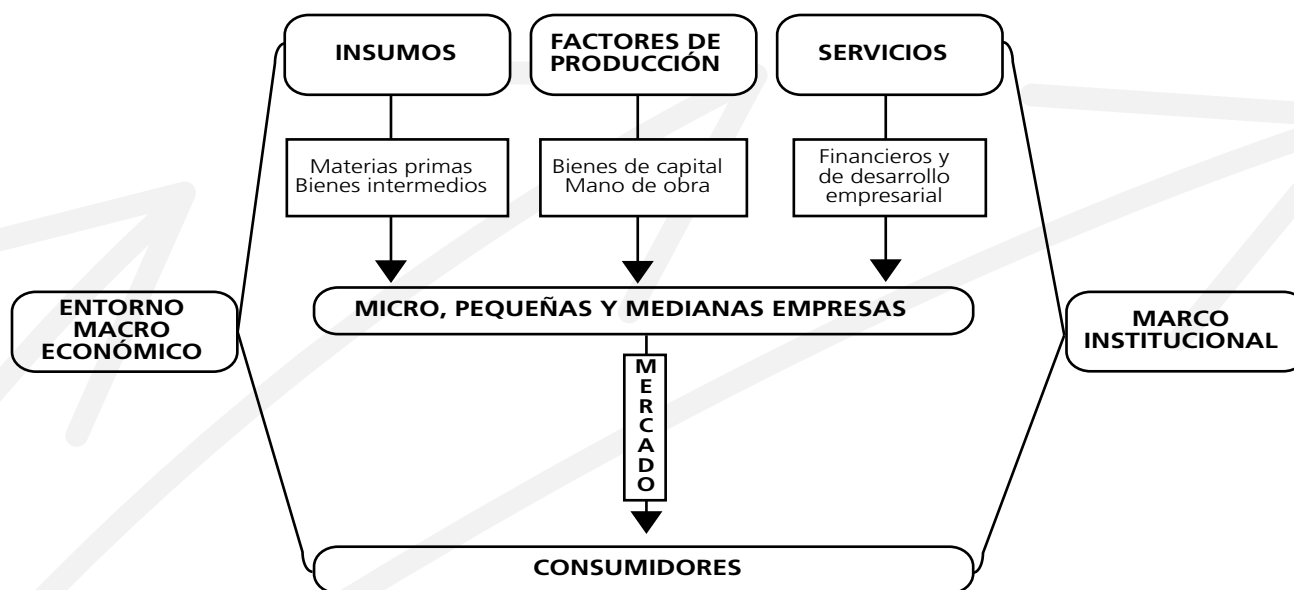 INSUMOS
FACTORES DE
PRODUCCIÓN
SERVICIOS
Materias primas
Bienes intermedios
Bienes de capital
Mano de obra
Financieros y
de desarrollo
empresarial
ENTORNO
MACRO
ECONÓMICO
MICRO, PEQUEÑAS Y MEDIANAS EMPRESAS
MARCO
INSTITUCIONAL
MERCADO
CONSUMIDORES